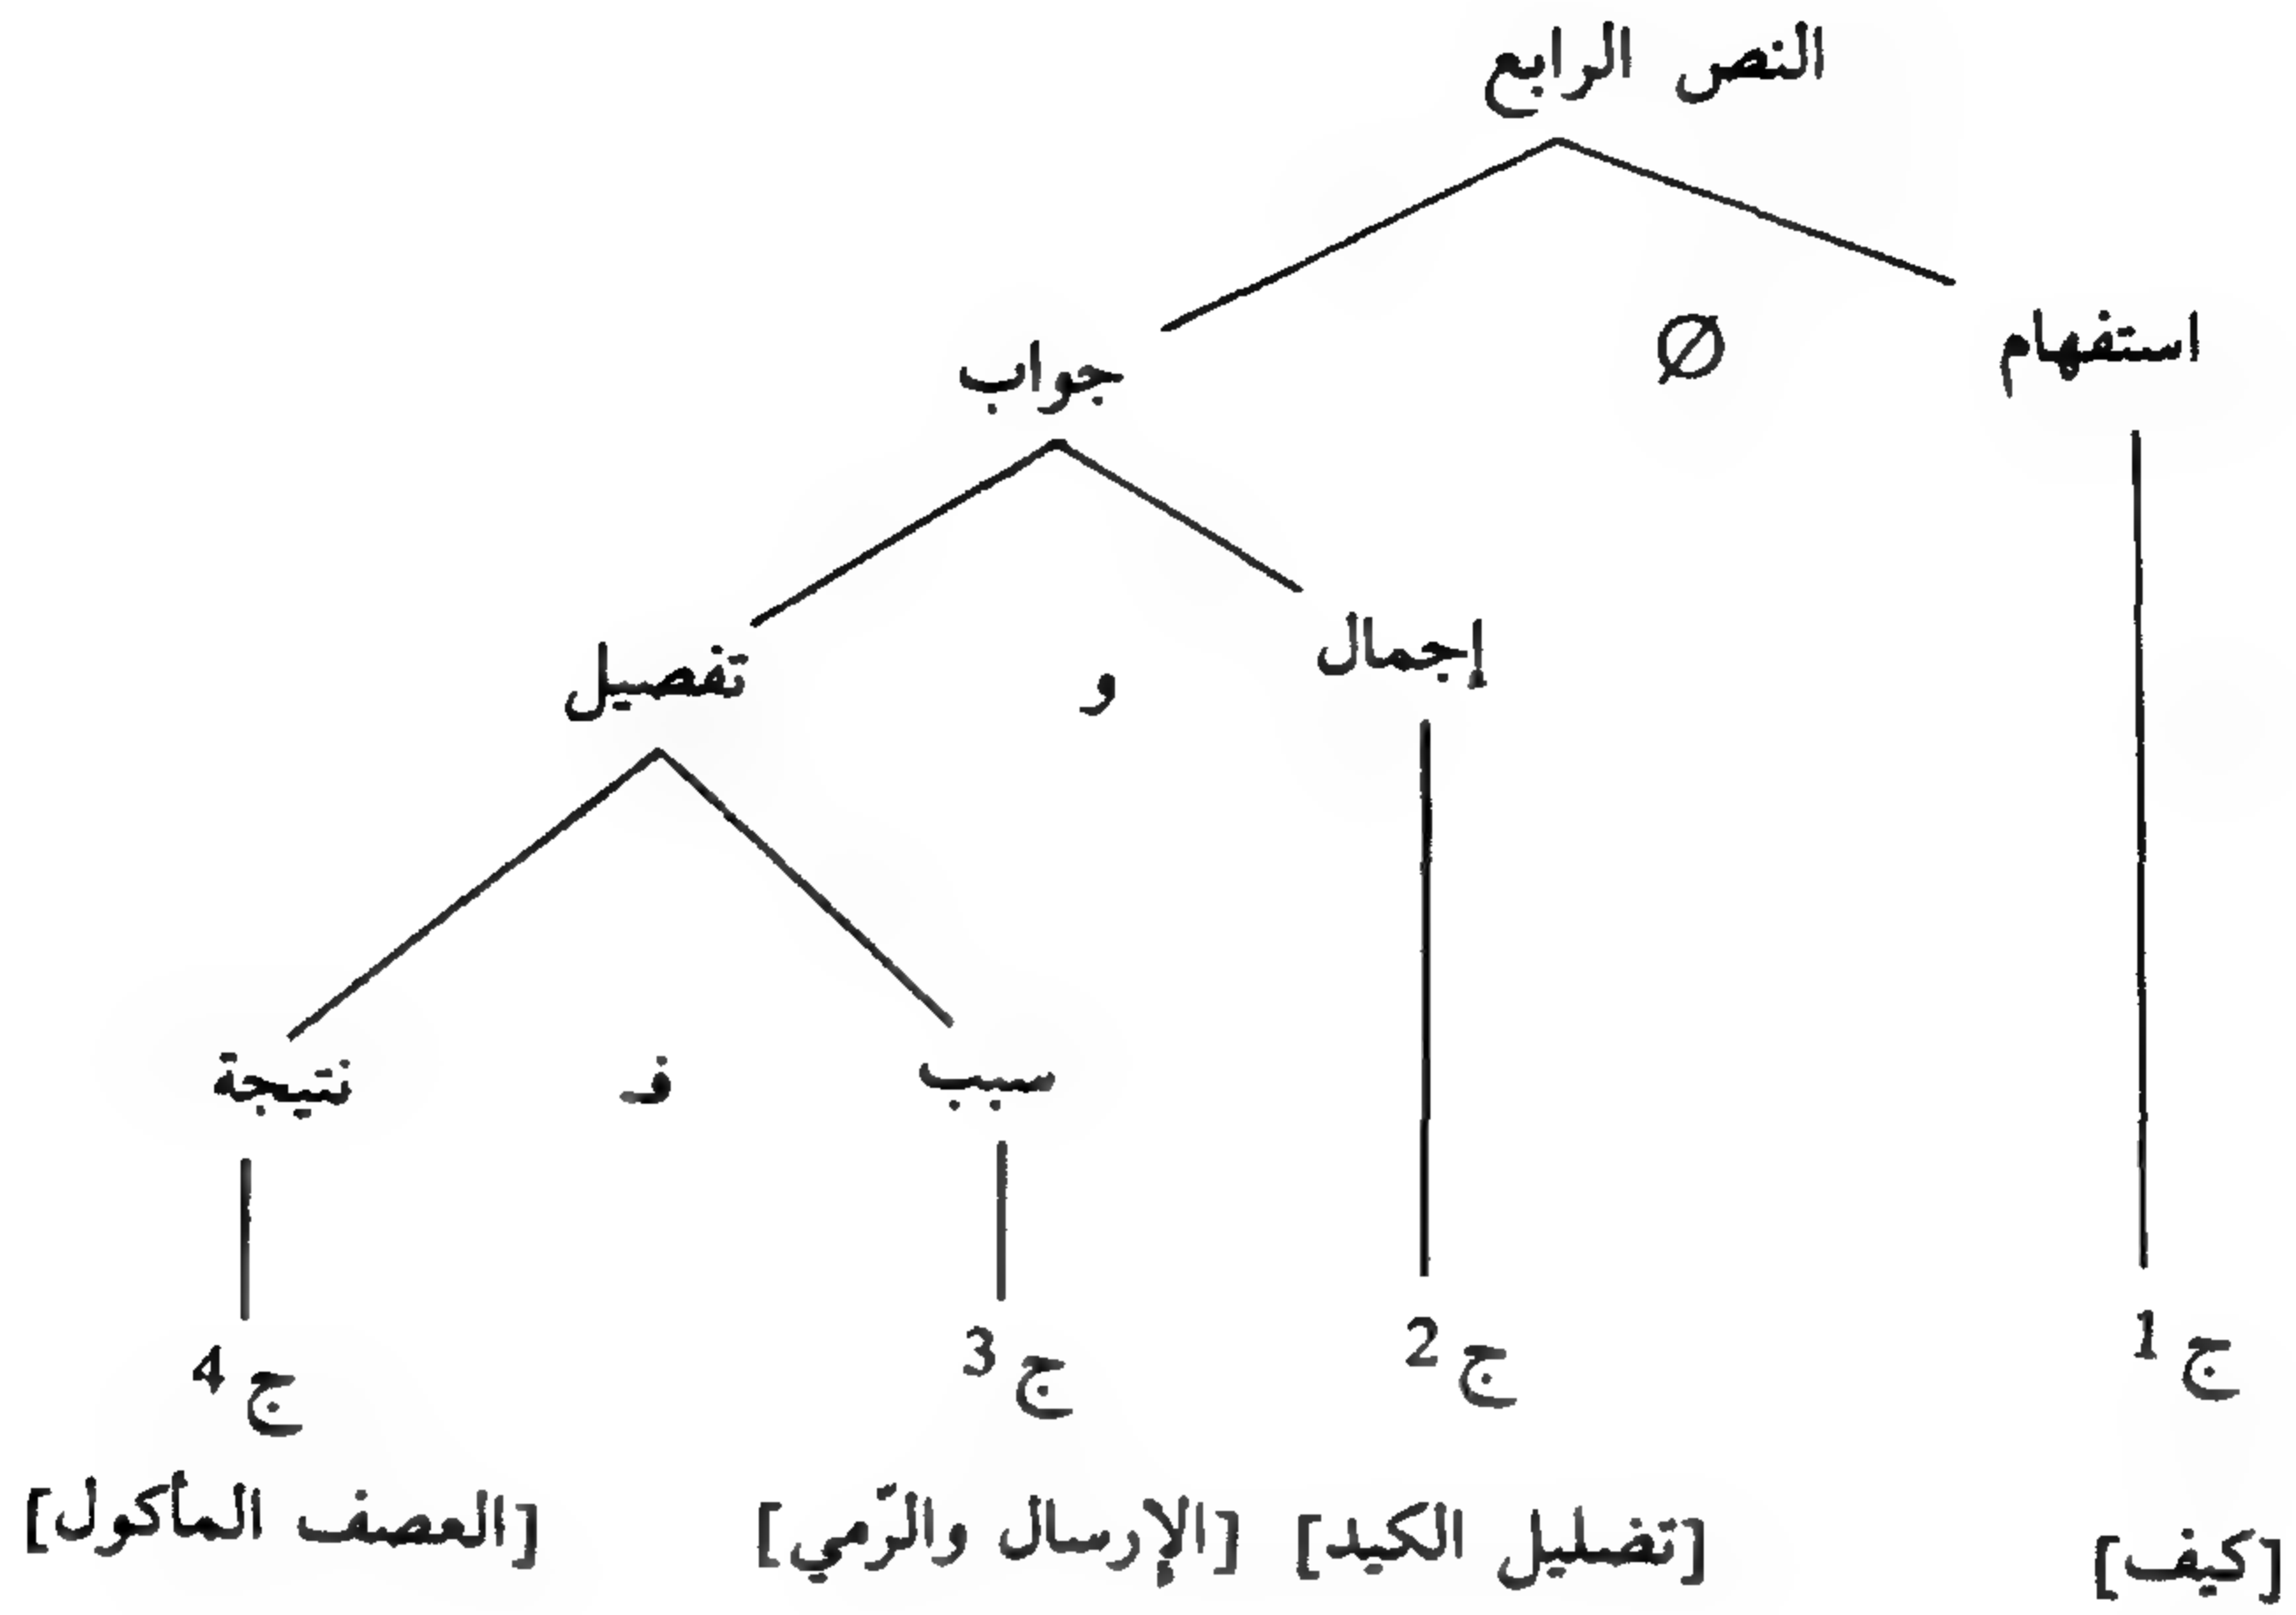 النص الرابع
استفهام Ø جواب
إجمال و تفصيل
سبب فـ نتيجة
ج 1 ج 2 ج 3 ج 4
[كيف] [تضليل الكيد] [الإرسال والرّمي] [العصف المأكول]